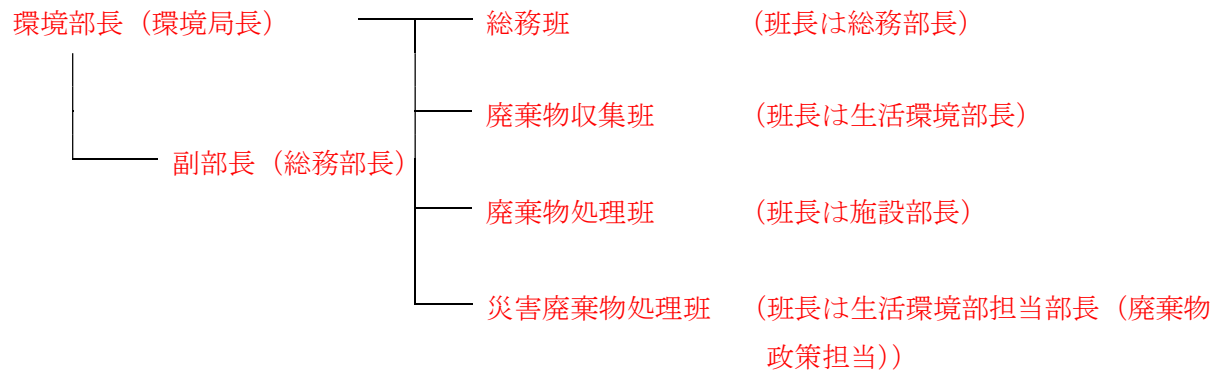 環境部長（環境局長） 総務班 （班長は総務部長）
廃棄物収集班 （班長は生活環境部長）
副部長（総務部長）
廃棄物処理班 （班長は施設部長）
災害廃棄物処理班 （班長は生活環境部担当部長（廃棄物
政策担当））